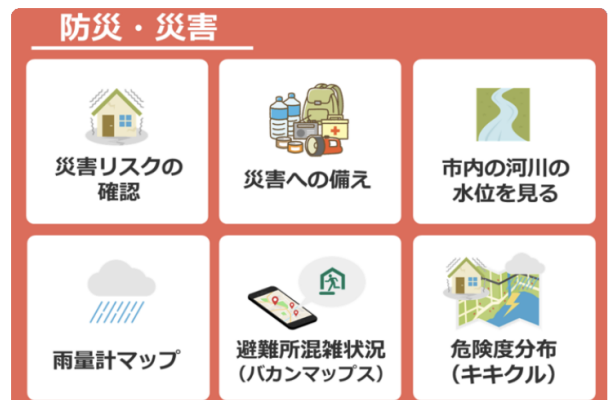 防災・災害
災害リスクの
確認
災害への備え
市内の河川の
水位を見る
雨量計マップ
避難所混雑状況
（バカンマップス）
危険度分布
（キキクル）